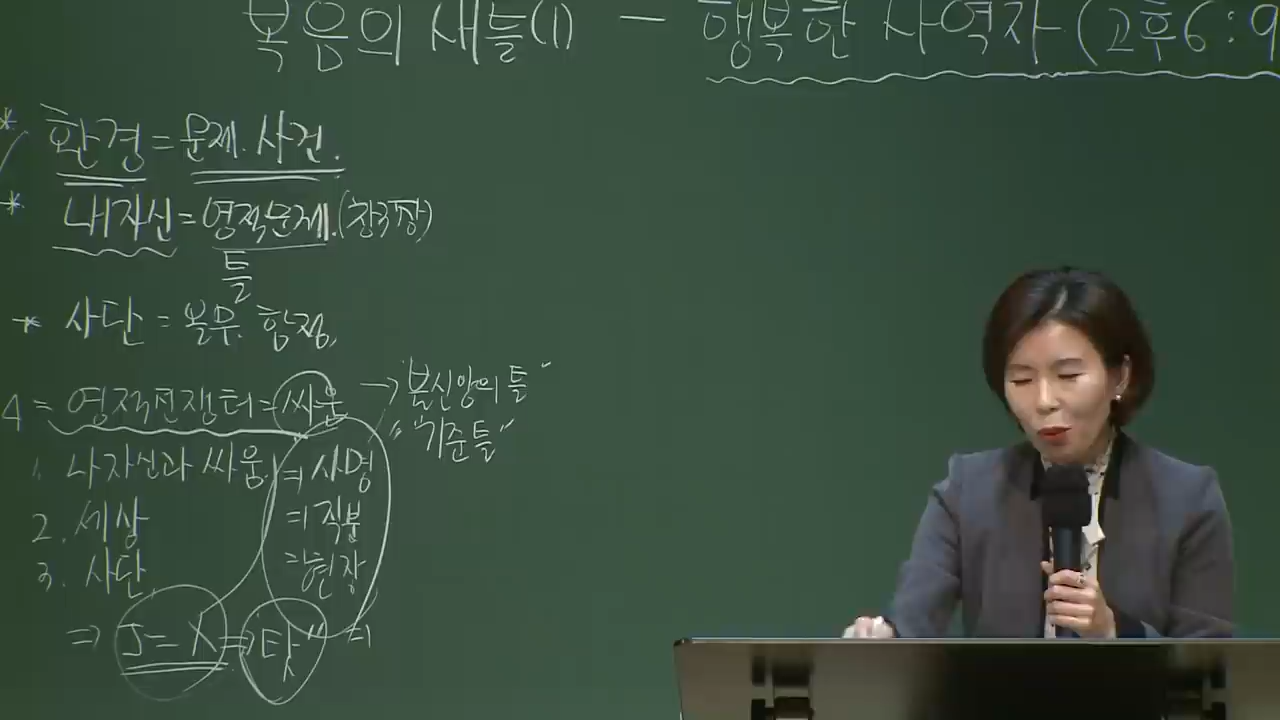 복음의 새틀(1) - 행복한 사역자 (고후6:9
* 환경 = 문제. 사건.
* 내자신 = 영적문제. (창3장)
틀
* 사단 = 올무. 함정.
4 = 영적전쟁터 = 싸움 → "불신앙의 틀"
"기준틀"
1. 나자신과 싸움. ⇒ 사명
2. 세상 ⇒ 직분
3. 사단. ⇒ 현장
⇒ J = X ⇒ 답" ⇒